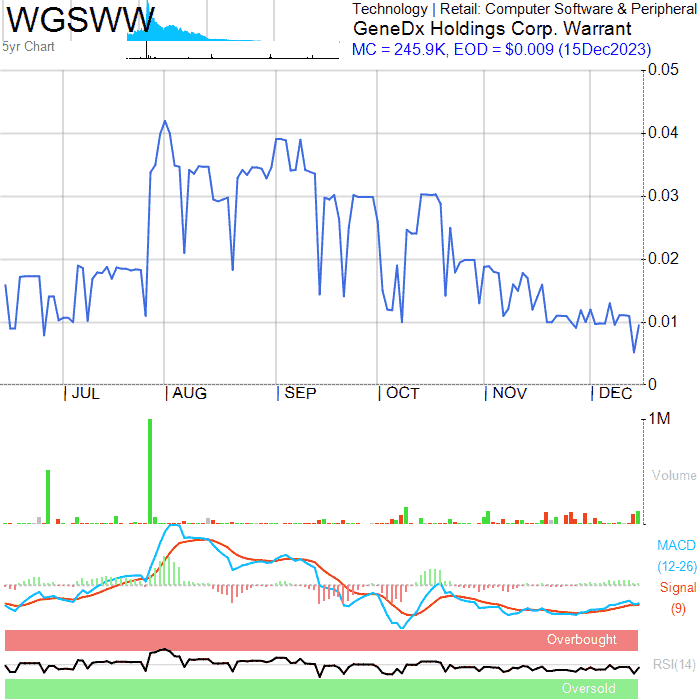 WGSWW
Technology | Retail: Computer Software & Peripheral
GeneDx Holdings Corp. Warrant
5yr Chart
MC = 245.9K, EOD = $0.009 (15Dec2023)
0.05
0.04
0.03
0.02
0.01
0
| JUL | AUG | SEP | OCT | NOV | DEC
1M
Volume
MACD
(12-26)
Signal
(9)
Overbought
RSI(14)
Oversold